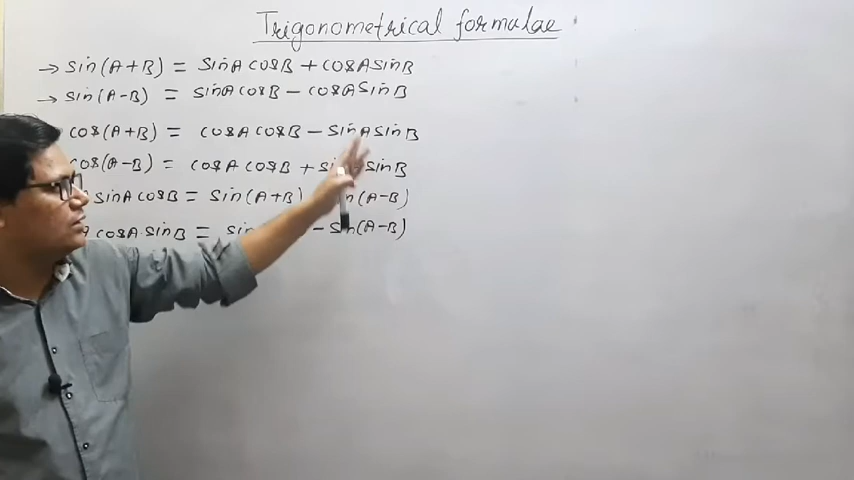 Trigonometrical formulae
→ sin(A+B) = sinA cosB + cosA sinB
→ sin(A-B) = sinA cosB - cosA sinB
cos(A+B) = cosA cosB - sinA sinB
cos(A-B) = cosA cosB + sin sinB
sinA cosB = sin(A+B) n(A-B)
cosA.sinB = sin - sin(A-B)